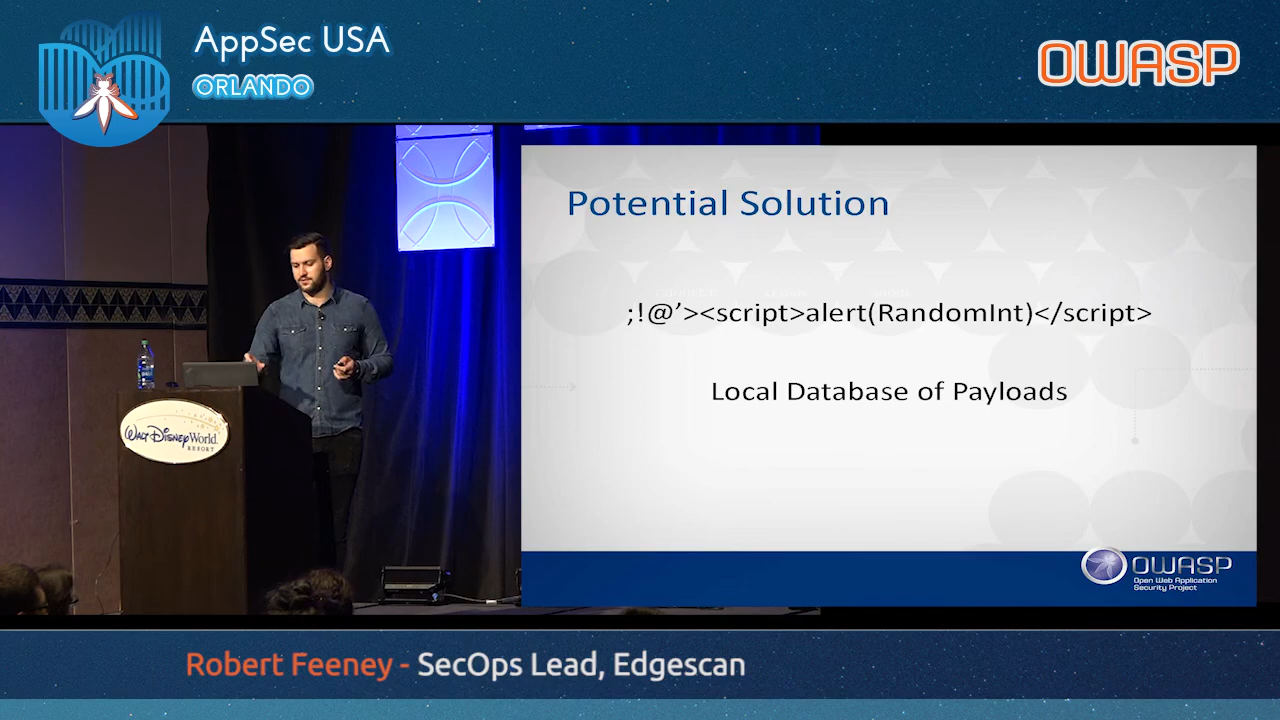 AppSec USA
ORLANDO
OWASP
Potential Solution
;!@’><script>alert(RandomInt)</script>
Local Database of Payloads
WALT DISNEY World
RESORT
OWASP
Open Web Application
Security Project
Robert Feeney - SecOps Lead, Edgescan